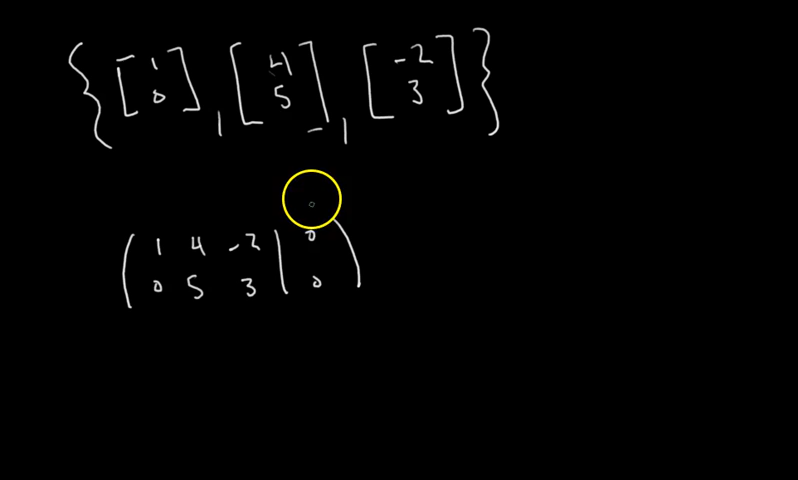 { [ 1 ] , [ 4 ] , [ -2 ] }
[ 0 ] [ 5 ] [ 3 ]
( 1 4 -2 | 0 )
( 0 5 3 | 0 )